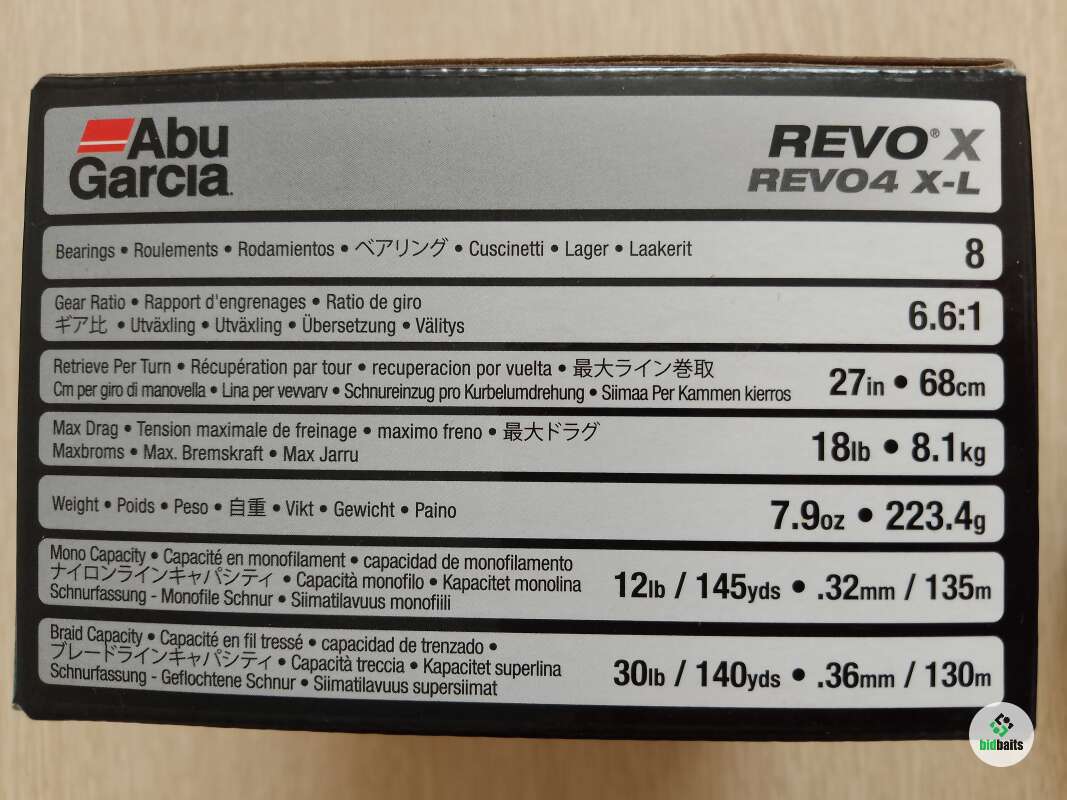 Abu
Garcia
REVO® X
REVO4 X-L
Bearings • Roulements • Rodamientos • ベアリング • Cuscinetti • Lager • Laakerit
8
Gear Ratio • Rapport d'engrenages • Ratio de giro
ギア比 • Utväxling • Utväxling • Übersetzung • Välitys
6.6:1
Retrieve Per Turn • Récupération par tour • recuperacion por vuelta • 最大ライン巻取
Cm per giro di manovella • Lina per vevvarv • Schnureinzug pro Kurbelumdrehung • Siimaa Per Kammen kierros
27in • 68cm
Max Drag • Tension maximale de freinage • maximo freno • 最大ドラグ
Maxbroms • Max. Bremskraft • Max Jarru
18lb • 8.1kg
Weight • Poids • Peso • 自重 • Vikt • Gewicht • Paino
7.9oz • 223.4g
Mono Capacity • Capacité en monofilament • capacidad de monofilamento
ナイロンラインキャパシティ • Capacità monofilo • Kapacitet monolina
Schnurfassung - Monofile Schnur • Siimatilavuus monofiili
12lb / 145yds • .32mm / 135m
Braid Capacity • Capacité en fil tressé • capacidad de trenzado •
ブレードラインキャパシティ • Capacità treccia • Kapacitet superlina
Schnurfassung - Geflochtene Schnur • Siimatilavuus supersiimat
30lb / 140yds • .36mm / 130m
bidbaits